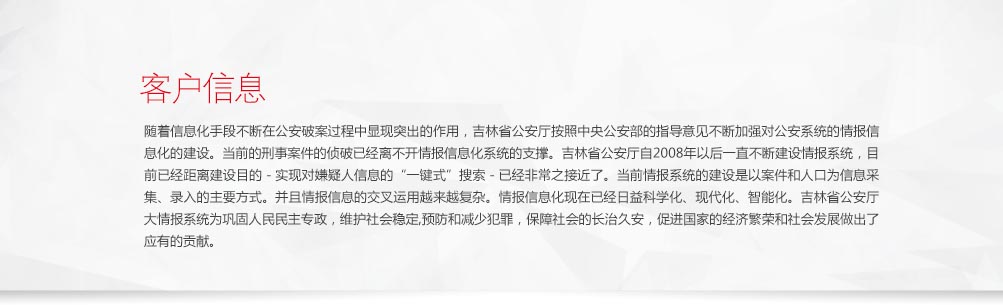 客户信息
随着信息化手段不断在公安破案过程中显现突出的作用，吉林省公安厅按照中央公安部的指导意见不断加强对公安系统的情报信
息化的建设。当前的刑事案件的侦破已经离不开情报信息化系统的支撑。吉林省公安厅自2008年以后一直不断建设情报系统，目
前已经距离建设目的 - 实现对嫌疑人信息的 “一键式” 搜索 - 已经非常之接近了。当前情报系统的建设是以案件和人口为信息采
集、录入的主要方式。并且情报信息的交叉运用越来越复杂。情报信息化现在已经日益科学化、现代化、智能化。吉林省公安厅
大情报系统为巩固人民民主专政，维护社会稳定,预防和减少犯罪，保障社会的长治久安，促进国家的经济繁荣和社会发展做出了
应有的贡献。